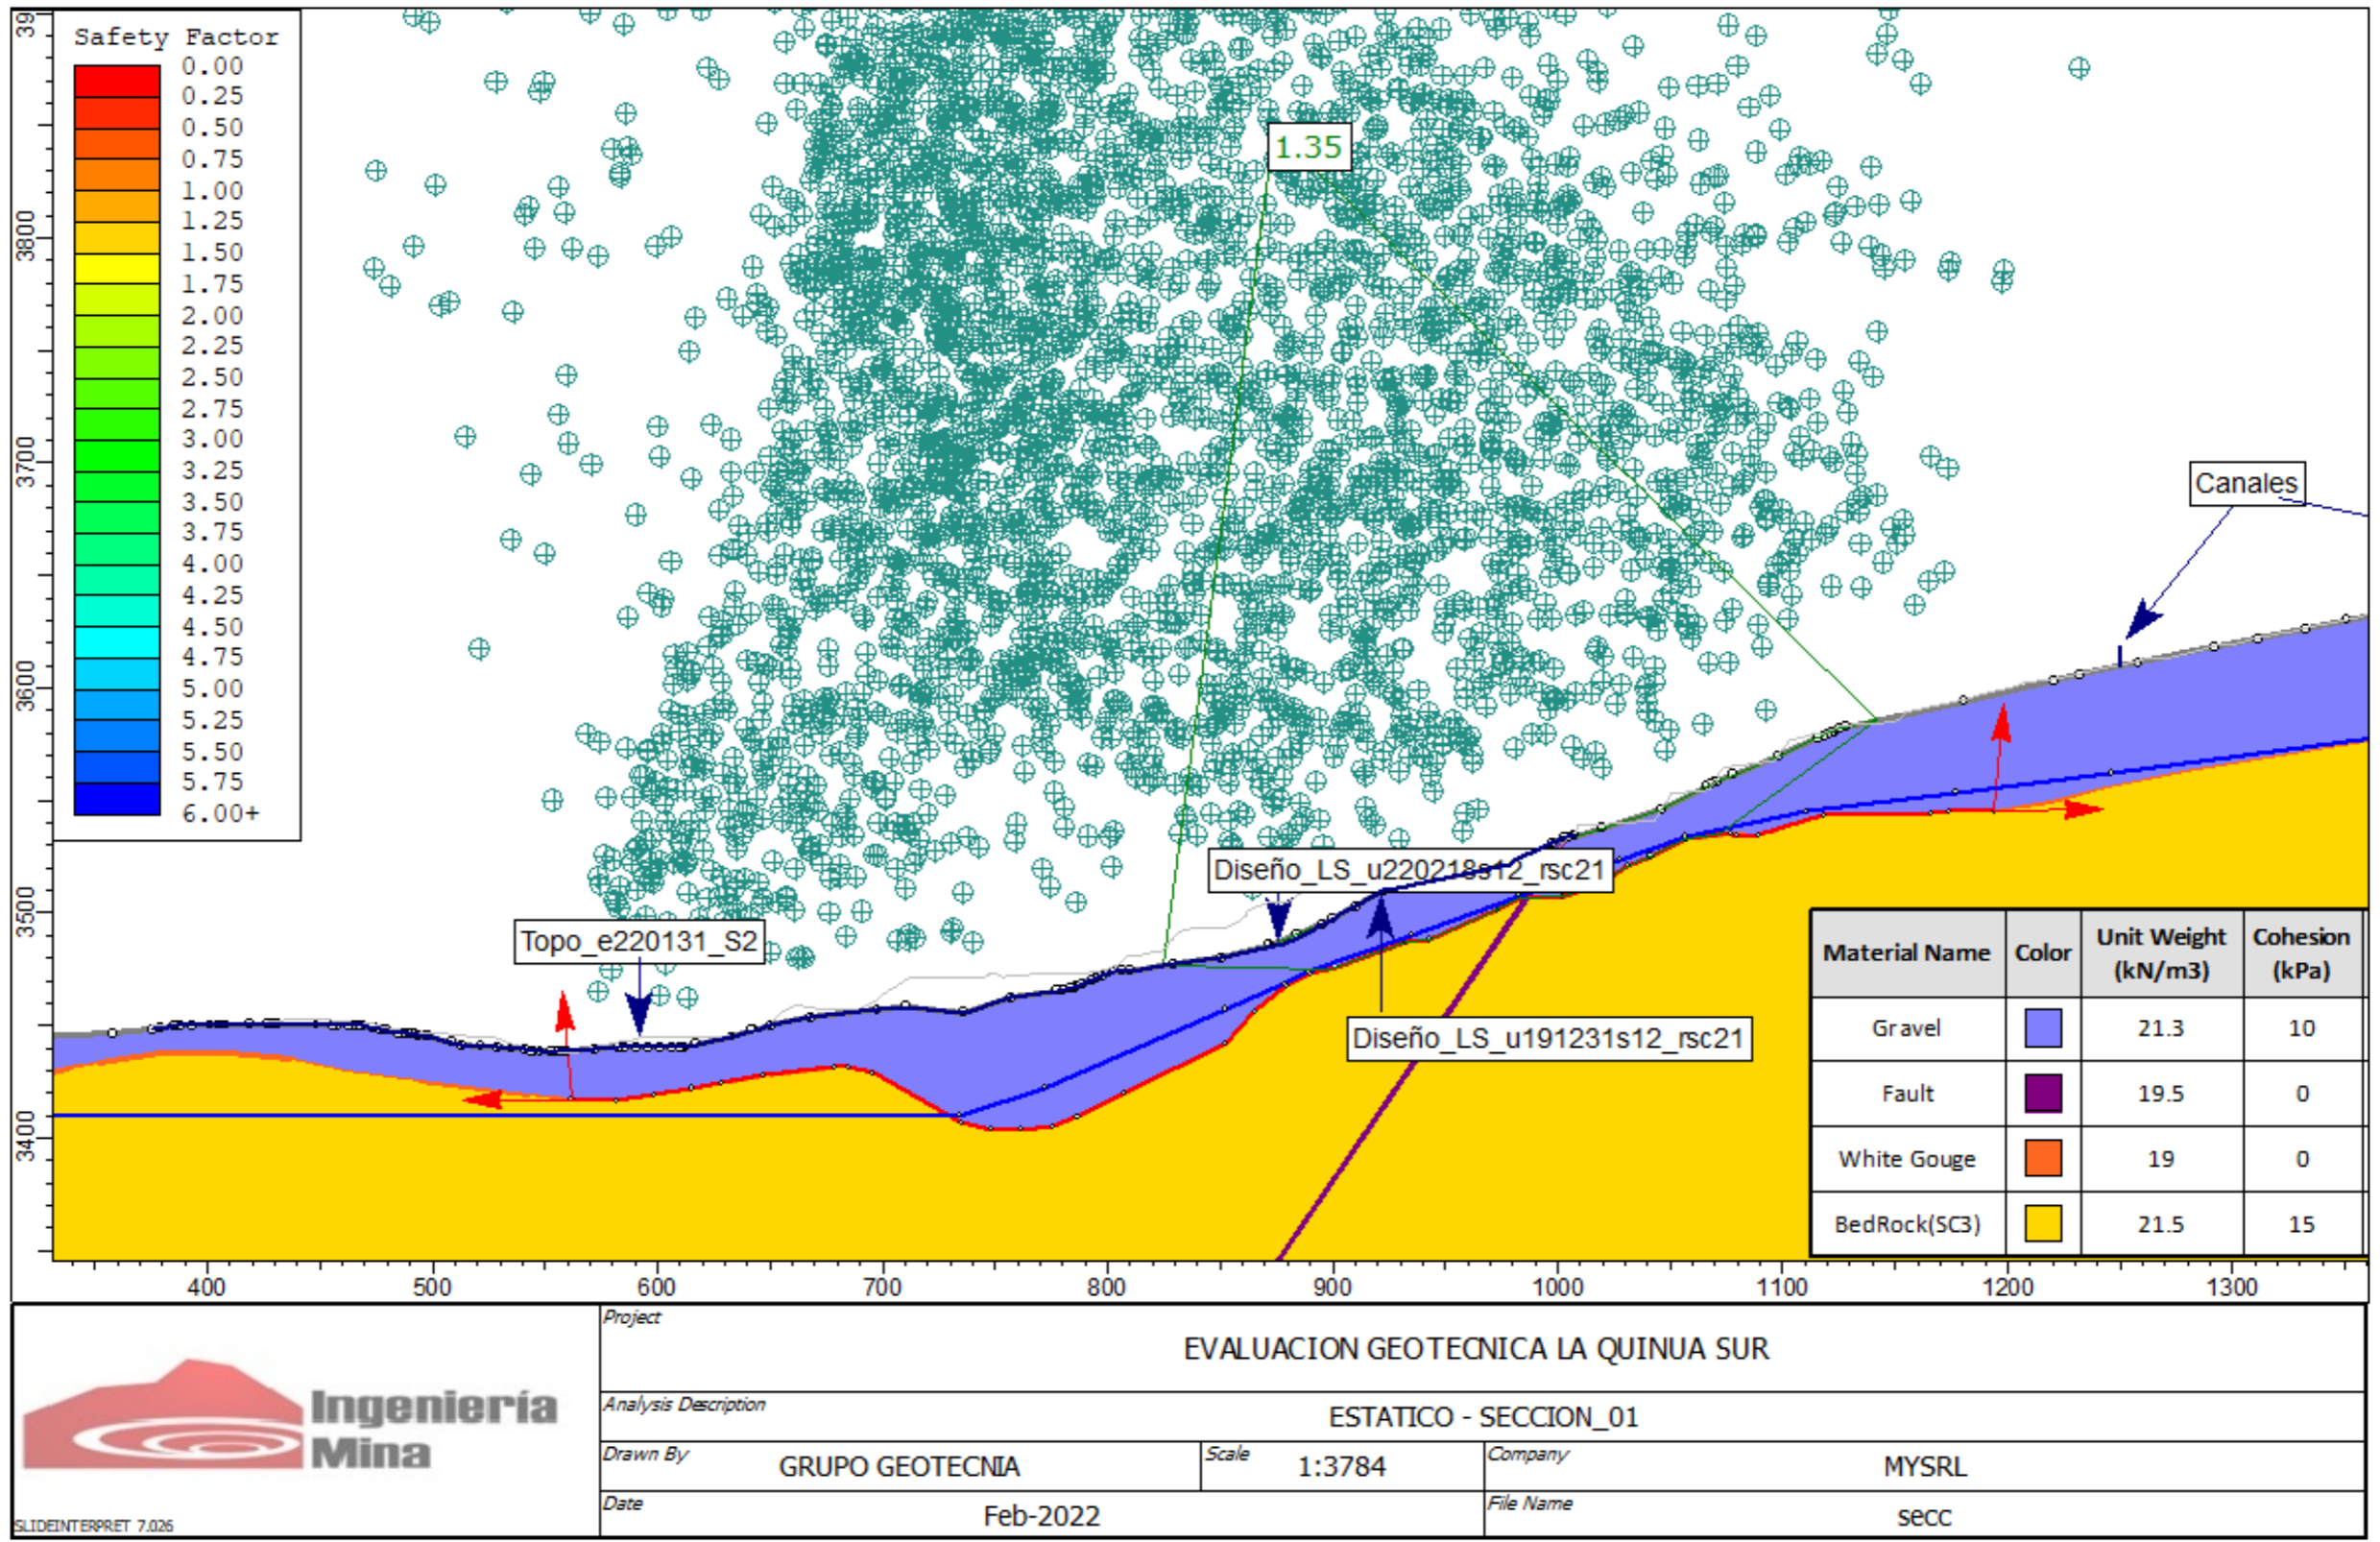 Safety Factor
0.00
0.25
0.50
0.75
1.00
1.25
1.50
1.75
2.00
2.25
2.50
2.75
3.00
3.25
3.50
3.75
4.00
4.25
4.50
4.75
5.00
5.25
5.50
5.75
6.00+
39
3800
3700
3600
3500
3400
1.35
Canales
Diseño_LS_u220218s12_rsc21
Topo_e220131_S2
Diseño_LS_u191231s12_rsc21
Material Name Color Unit Weight (kN/m3) Cohesion (kPa)
Gravel 21.3 10
Fault 19.5 0
White Gouge 19 0
BedRock(SC3) 21.5 15
400 500 600 700 800 900 1000 1100 1200 1300
Ingeniería
Mina
SLIDEINTERPRET 7.026
Project
EVALUACION GEOTECNICA LA QUINUA SUR
Analysis Description
ESTATICO - SECCION_01
Drawn By GRUPO GEOTECNIA Scale 1:3784 Company MYSRL
Date Feb-2022 File Name secc